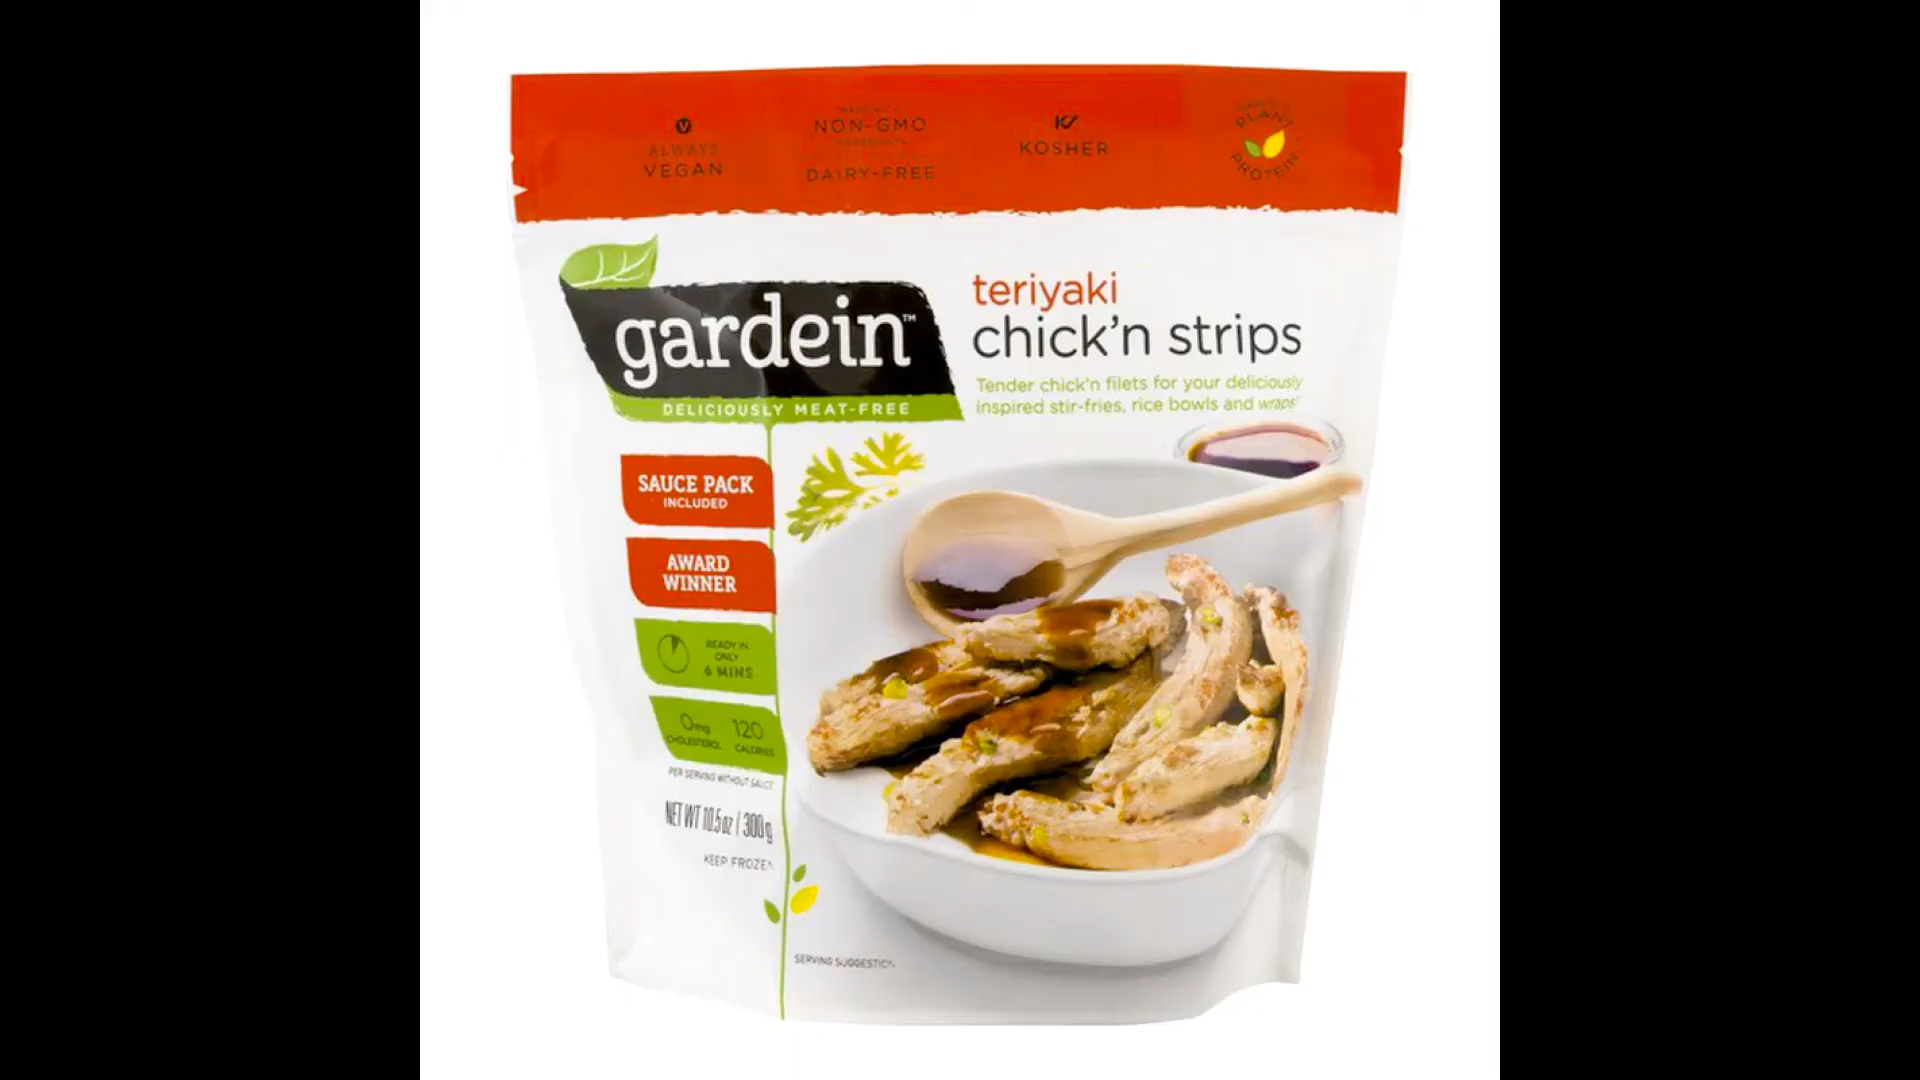 ALWAYS
VEGAN
NON-GMO
DAIRY-FREE
KOSHER
PLANT
PROTEIN
gardein™
DELICIOUSLY MEAT-FREE
teriyaki
chick'n strips
Tender chick'n filets for your deliciously
inspired stir-fries, rice bowls and wraps!
SAUCE PACK
INCLUDED
AWARD
WINNER
READY IN
ONLY
6 MINS
0mg 120
CHOLESTEROL CALORIES
PER SERVING WITHOUT SAUCE
NET WT 10.5 oz / 300g
KEEP FROZEN
SERVING SUGGESTION